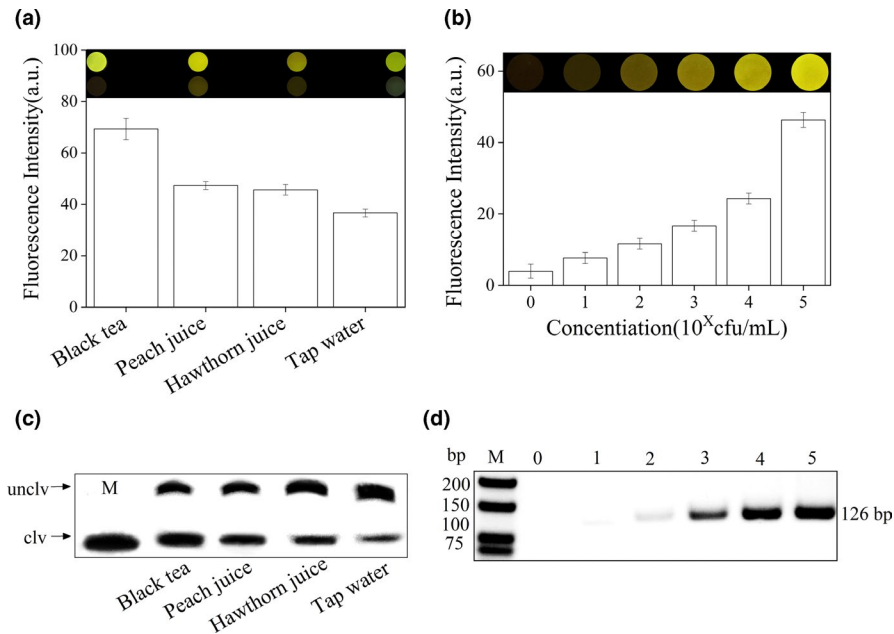 (a)
Fluorescence Intensity(a.u.)
100
80
60
40
20
0
Black tea
Peach juice
Hawthorn juice
Tap water
(b)
Fluorescence Intensity(a.u.)
60
40
20
0
0 1 2 3 4 5
Concentiation(10^X cfu/mL)
(c)
unclv
M
clv
Black tea
Peach juice
Hawthorn juice
Tap water
(d)
bp M 0 1 2 3 4 5
200
150
100
75
126 bp